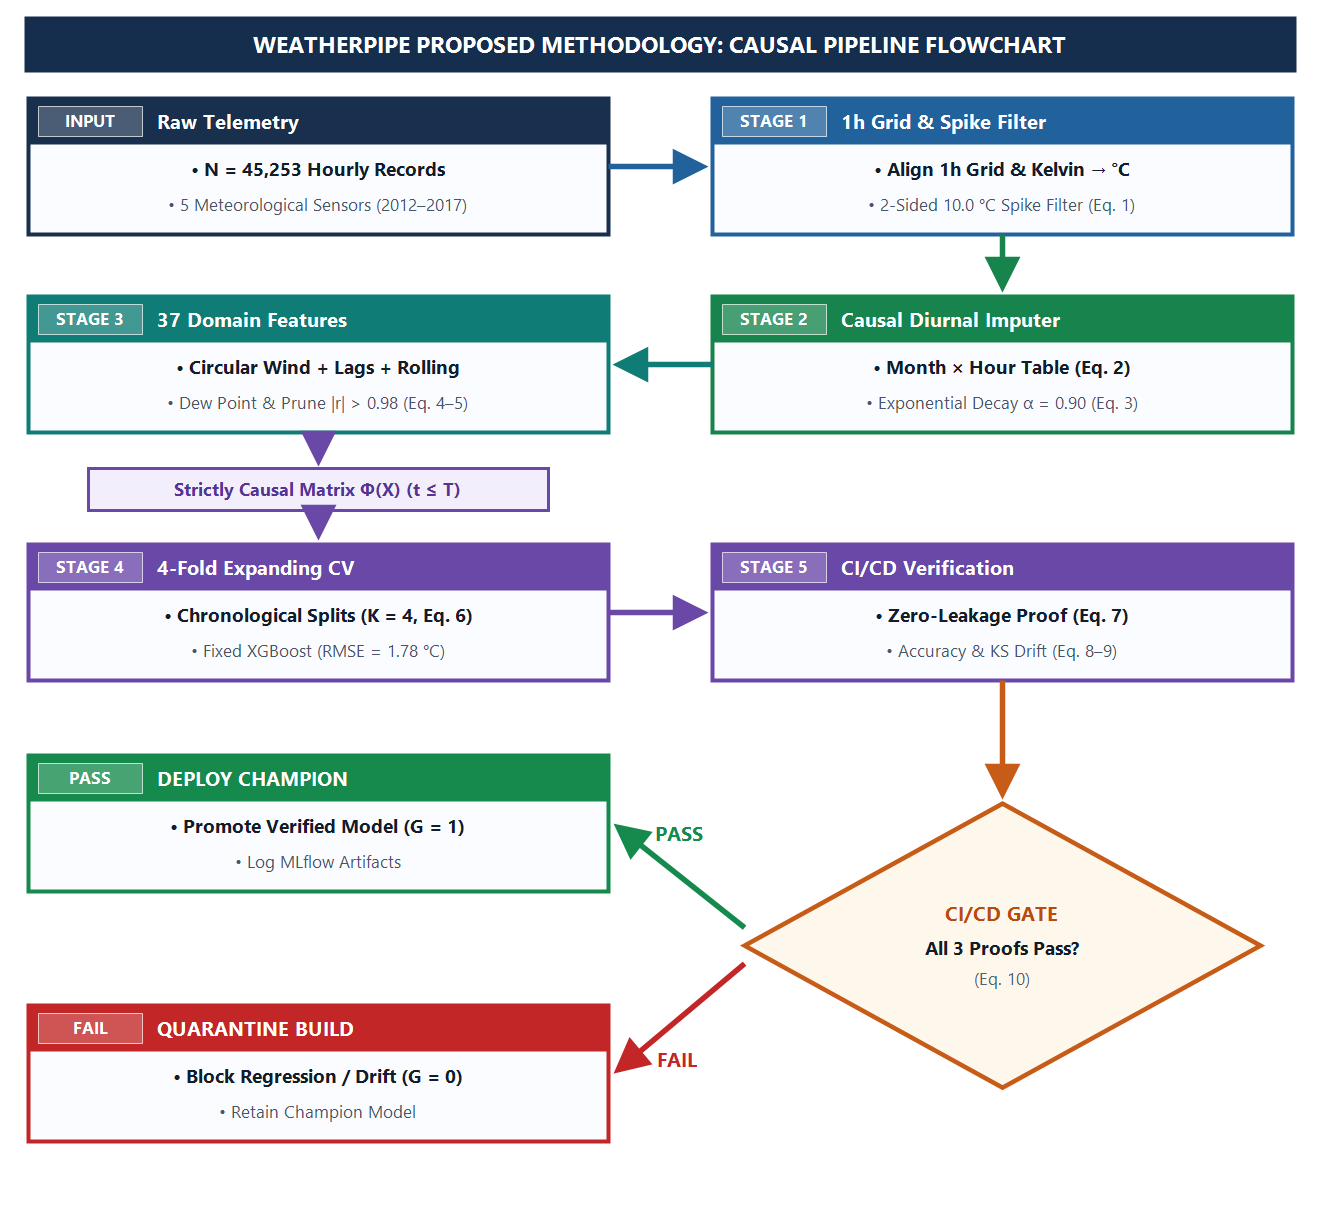 WEATHERPIPE PROPOSED METHODOLOGY: CAUSAL PIPELINE FLOWCHART
INPUT Raw Telemetry
• N = 45,253 Hourly Records
• 5 Meteorological Sensors (2012–2017)
STAGE 1 1h Grid & Spike Filter
• Align 1h Grid & Kelvin → °C
• 2-Sided 10.0 °C Spike Filter (Eq. 1)
STAGE 2 Causal Diurnal Imputer
• Month × Hour Table (Eq. 2)
• Exponential Decay α = 0.90 (Eq. 3)
STAGE 3 37 Domain Features
• Circular Wind + Lags + Rolling
• Dew Point & Prune |r| > 0.98 (Eq. 4–5)
Strictly Causal Matrix Φ(X) (t ≤ T)
STAGE 4 4-Fold Expanding CV
• Chronological Splits (K = 4, Eq. 6)
• Fixed XGBoost (RMSE = 1.78 °C)
STAGE 5 CI/CD Verification
• Zero-Leakage Proof (Eq. 7)
• Accuracy & KS Drift (Eq. 8–9)
CI/CD GATE
All 3 Proofs Pass?
(Eq. 10)
PASS
PASS DEPLOY CHAMPION
• Promote Verified Model (G = 1)
• Log MLflow Artifacts
FAIL
FAIL QUARANTINE BUILD
• Block Regression / Drift (G = 0)
• Retain Champion Model